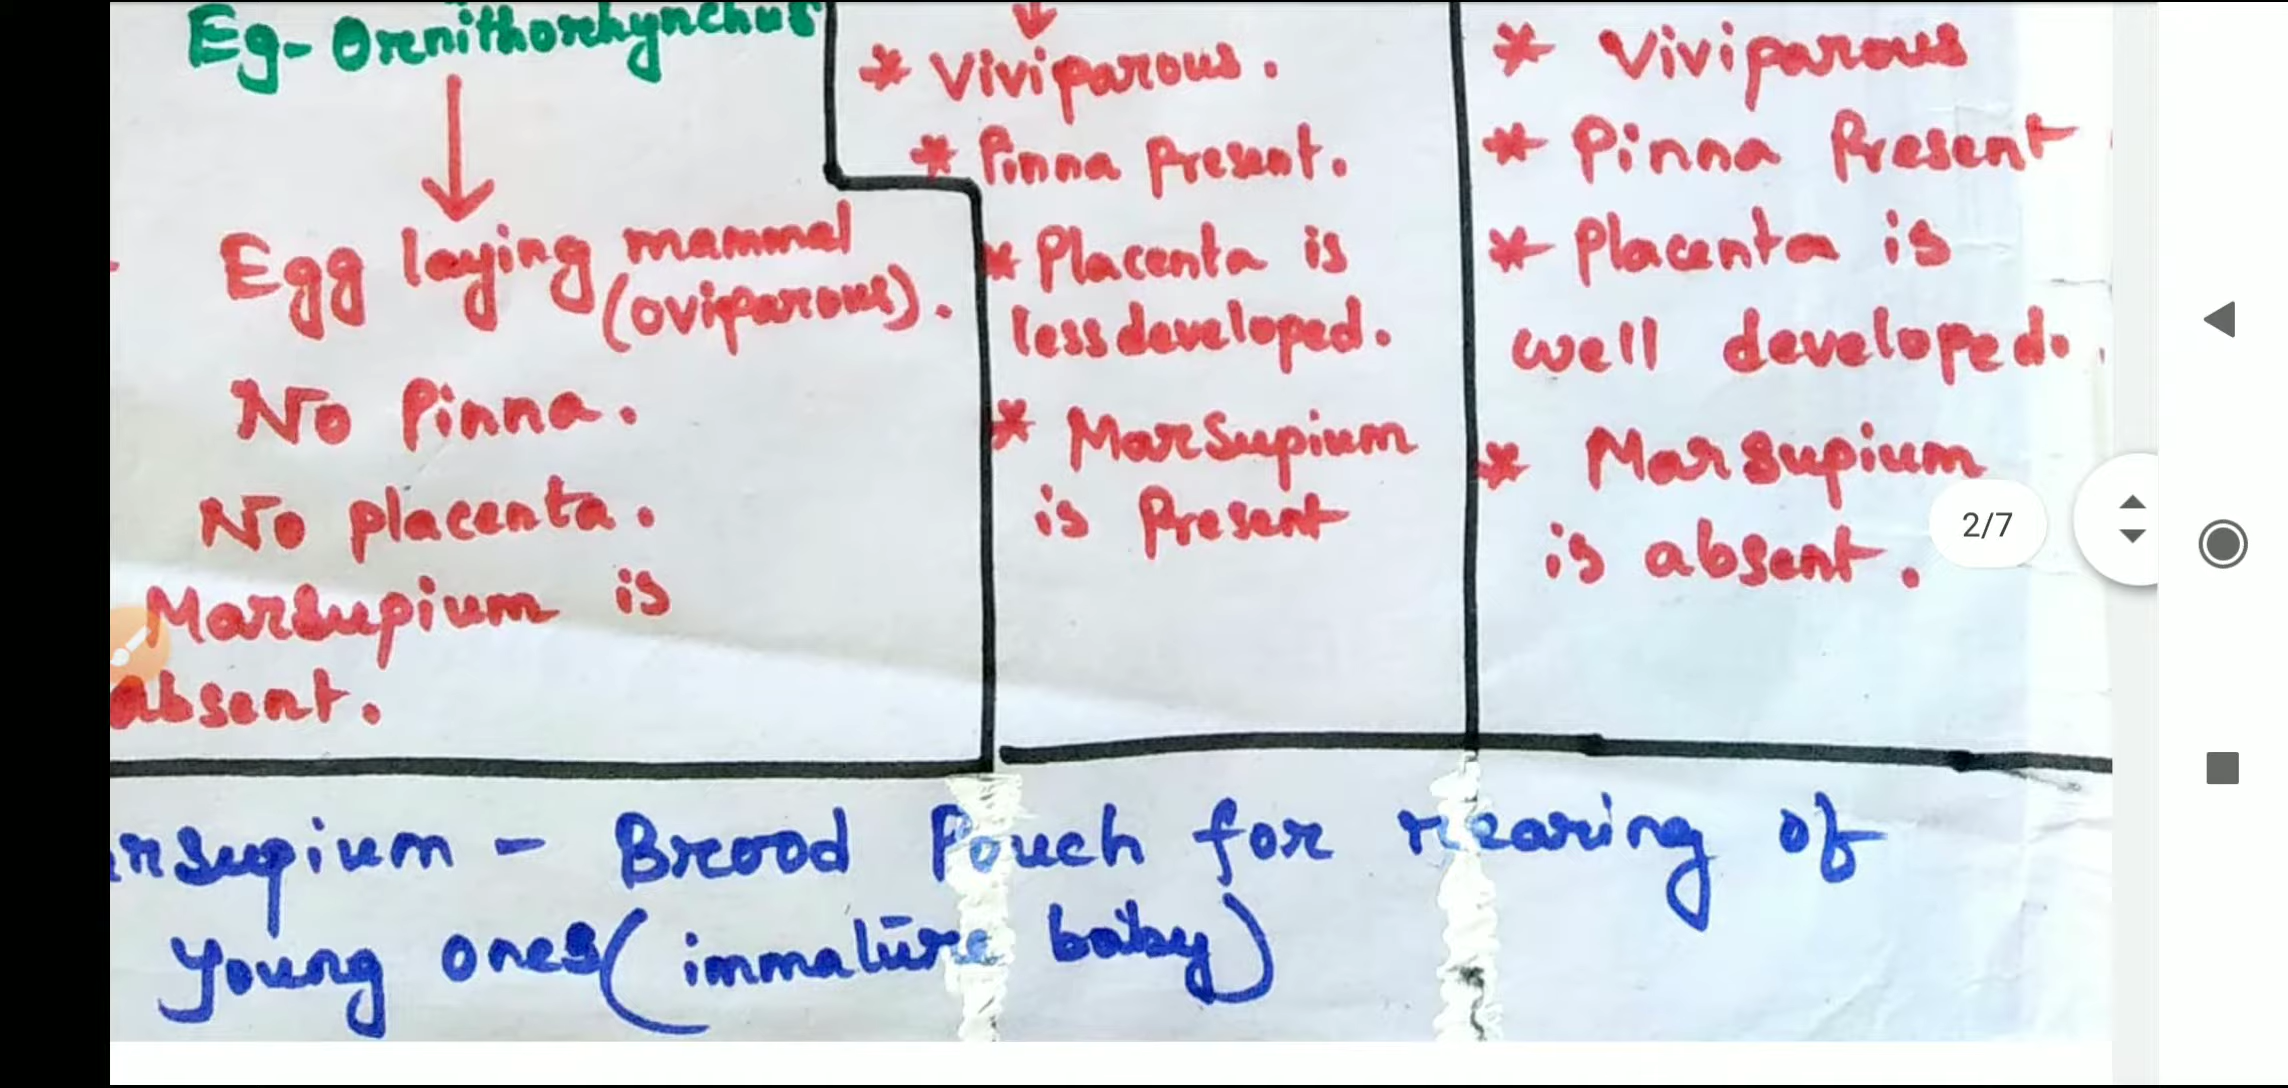 Eg- Ornithorhynchus
Egg laying mammal
(oviparous).
No Pinna.
No placenta.
Marsupium is
absent.
* Viviparous.
* Pinna present.
* Placenta is
less developed.
* Marsupium
is Present
* Viviparous
* Pinna Present
* Placenta is
well developed.
* Marsupium
is absent.
2/7
rsupium - Brood Pouch for rearing of
young ones (immature baby)